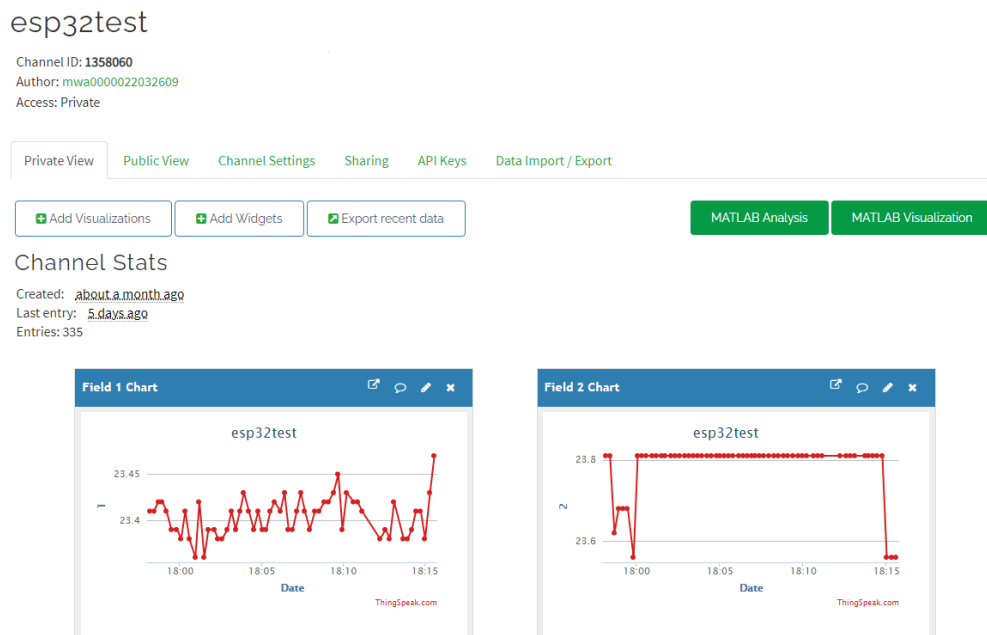 esp32test
Channel ID: 1358060
Author: mwa0000022032609
Access: Private
Private View Public View Channel Settings Sharing API Keys Data Import / Export
Add Visualizations Add Widgets Export recent data MATLAB Analysis MATLAB Visualization
Channel Stats
Created: about a month ago
Last entry: 5 days ago
Entries: 335
Field 1 Chart
esp32test
23.45
23.4
1
18:00 18:05 18:10 18:15
Date
ThingSpeak.com
Field 2 Chart
esp32test
23.8
23.6
2
18:00 18:05 18:10 18:15
Date
ThingSpeak.com